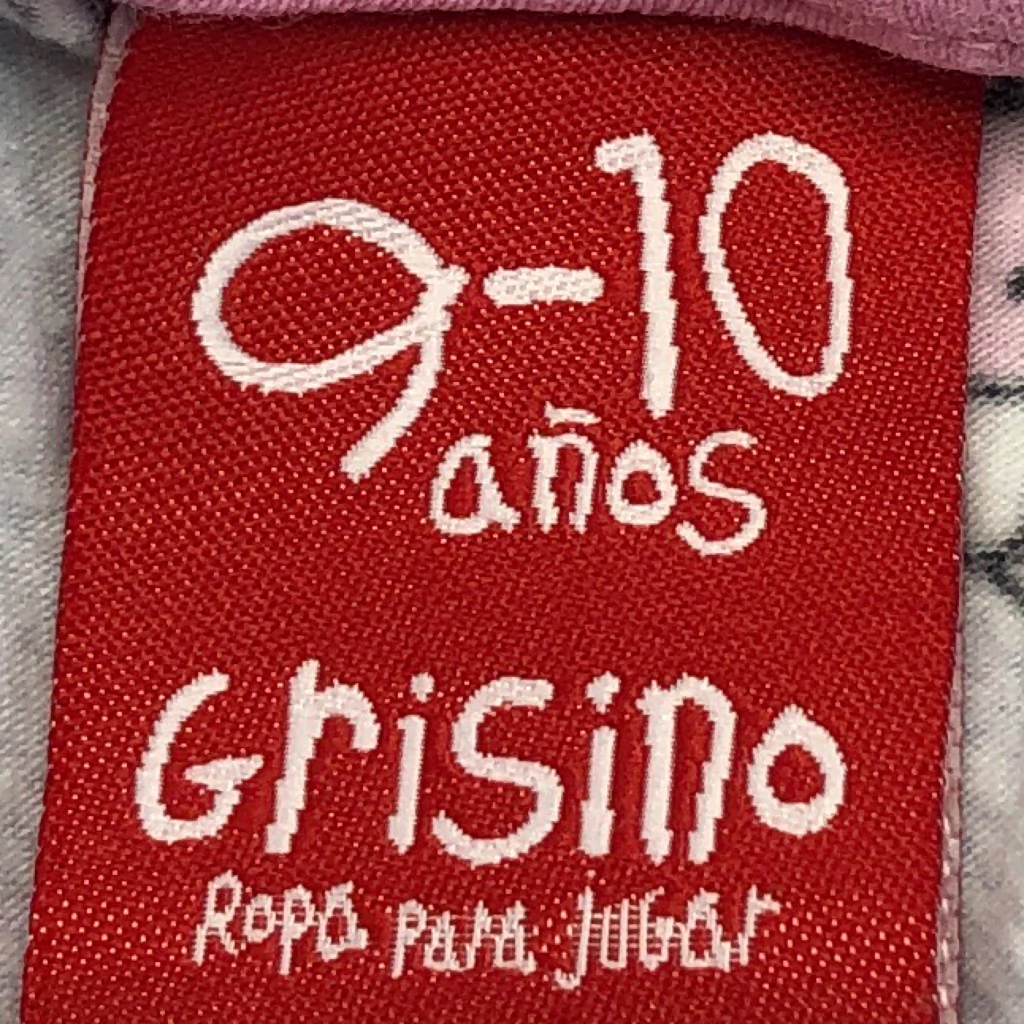 9-10
años
Grisino
Ropa para jugar